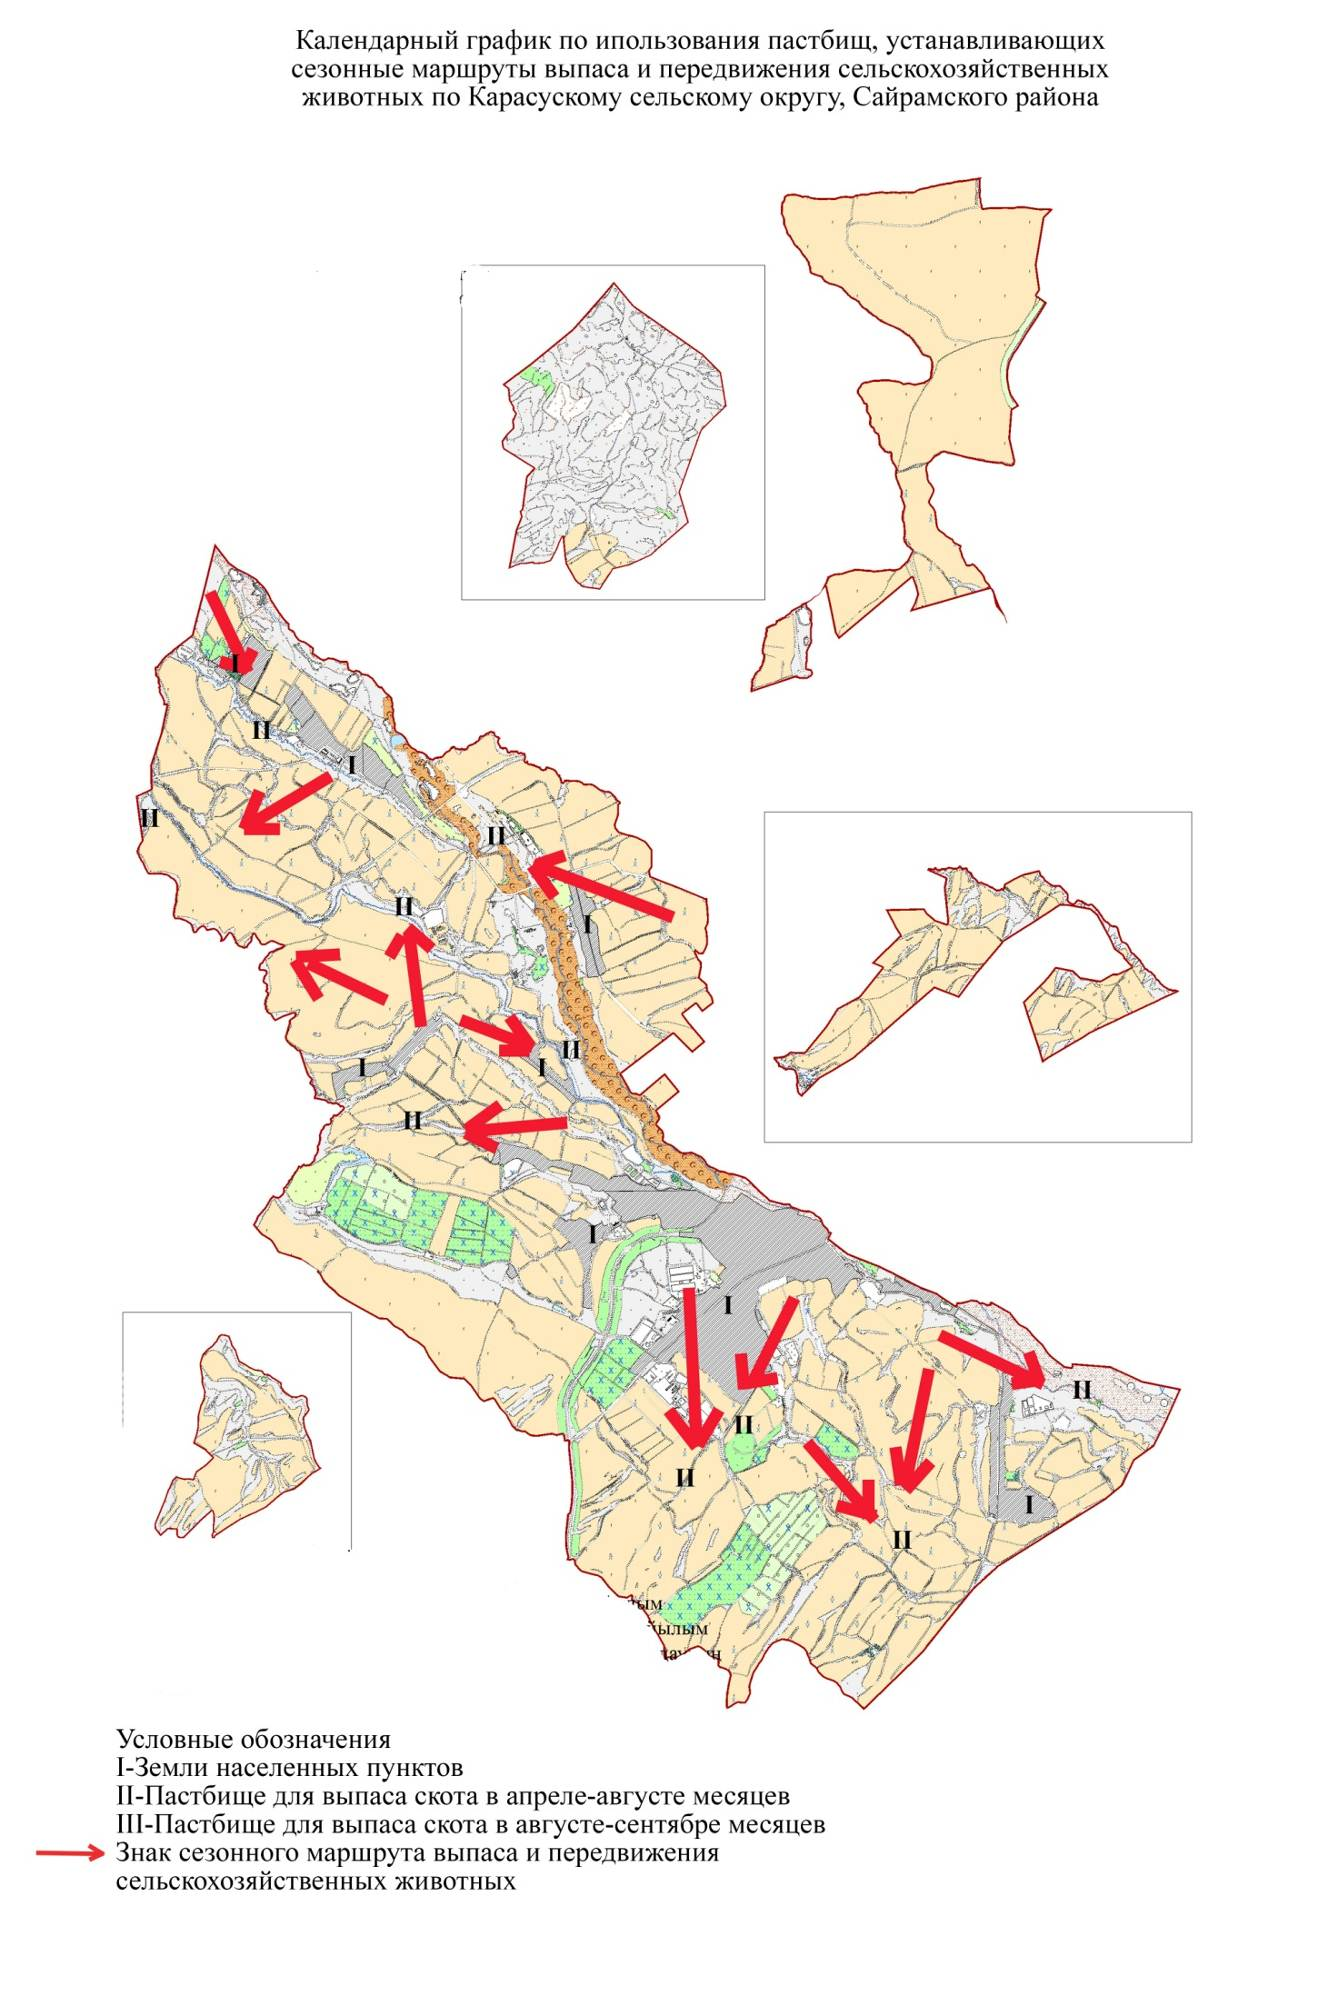 Календарный график по ипользования пастбищ, устанавливающих
сезонные маршруты выпаса и передвижения сельскохозяйственных
животных по Карасускому сельскому округу, Сайрамского района
I
II
I
II
II
II
I
II
I
I
II
II
I
I
II
II
II
I
II
ым
йылым
Условные обозначения
I-Земли населенных пунктов
II-Пастбище для выпаса скота в апреле-августе месяцев
III-Пастбище для выпаса скота в августе-сентябре месяцев
Знак сезонного маршрута выпаса и передвижения
сельскохозяйственных животных